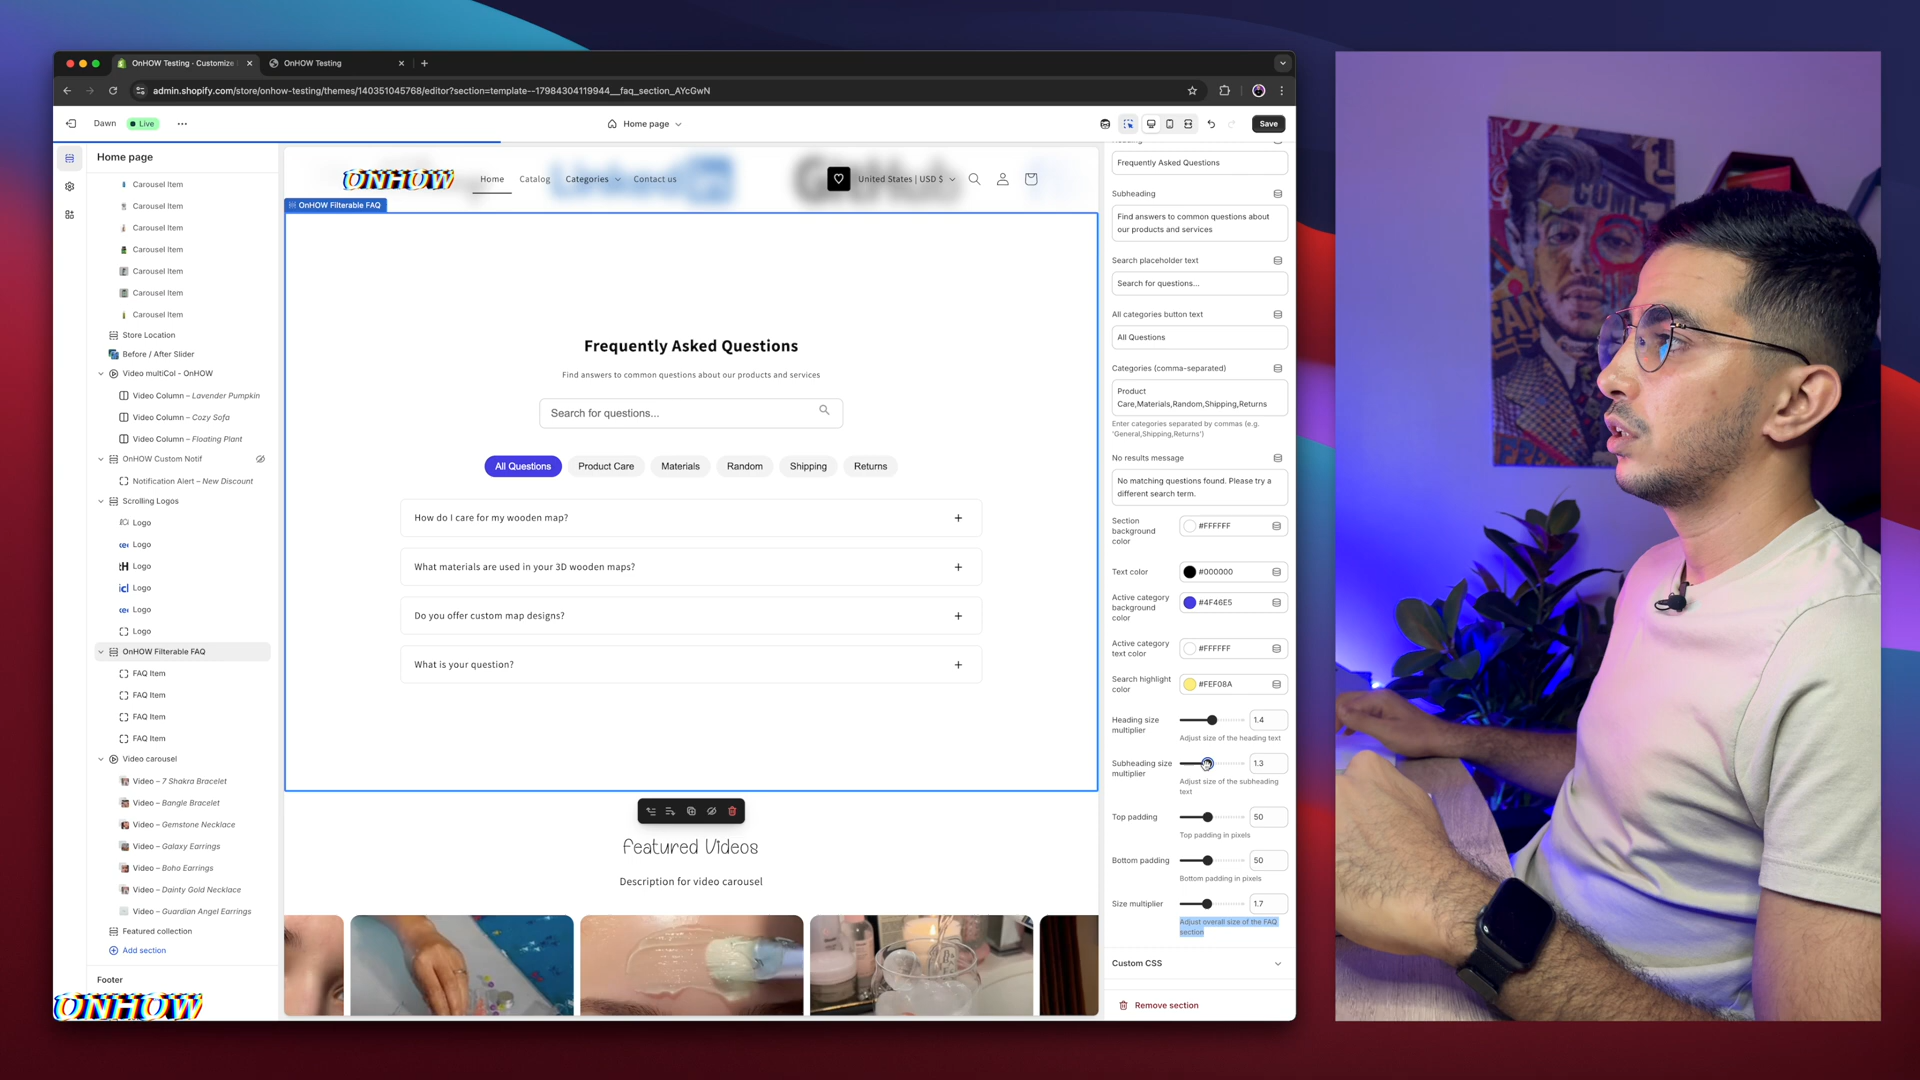 OnHOW Testing · Customize
OnHOW Testing
admin.shopify.com/store/onhow-testing/themes/140351045768/editor?section=template--17984304119944__faq_section_AYcGwN
Dawn
Live
Home page
Save
Home page
Carousel Item
Carousel Item
Carousel Item
Carousel Item
Carousel Item
Carousel Item
Carousel Item
Store Location
Before / After Slider
Video multiCol - OnHOW
Video Column – Lavender Pumpkin
Video Column – Cozy Sofa
Video Column – Floating Plant
OnHOW Custom Notif
Notification Alert – New Discount
Scrolling Logos
Logo
Logo
Logo
Logo
Logo
Logo
OnHOW Filterable FAQ
FAQ Item
FAQ Item
FAQ Item
FAQ Item
Video carousel
Video – 7 Shakra Bracelet
Video – Bangle Bracelet
Video – Gemstone Necklace
Video – Galaxy Earrings
Video – Boho Earrings
Video – Dainty Gold Necklace
Video – Guardian Angel Earrings
Featured collection
Add section
Footer
ONHOW
ONHOW
Home
Catalog
Categories
Contact us
United States | USD $
OnHOW Filterable FAQ
Frequently Asked Questions
Find answers to common questions about our products and services
Search for questions...
All Questions
Product Care
Materials
Random
Shipping
Returns
How do I care for my wooden map?
What materials are used in your 3D wooden maps?
Do you offer custom map designs?
What is your question?
Featured Videos
Description for video carousel
Frequently Asked Questions
Subheading
Find answers to common questions about
our products and services
Search placeholder text
Search for questions...
All categories button text
All Questions
Categories (comma-separated)
Product
Care,Materials,Random,Shipping,Returns
Enter categories separated by commas (e.g.
'General,Shipping,Returns')
No results message
No matching questions found. Please try a
different search term.
Section
background
color
#FFFFFF
Text color
#000000
Active category
background
color
#4F46E5
Active category
text color
#FFFFFF
Search highlight
color
#FEF08A
Heading size
multiplier
1.4
Adjust size of the heading text
Subheading size
multiplier
1.3
Adjust size of the subheading
text
Top padding
50
Top padding in pixels
Bottom padding
50
Bottom padding in pixels
Size multiplier
1.7
Adjust overall size of the FAQ
section
Custom CSS
Remove section